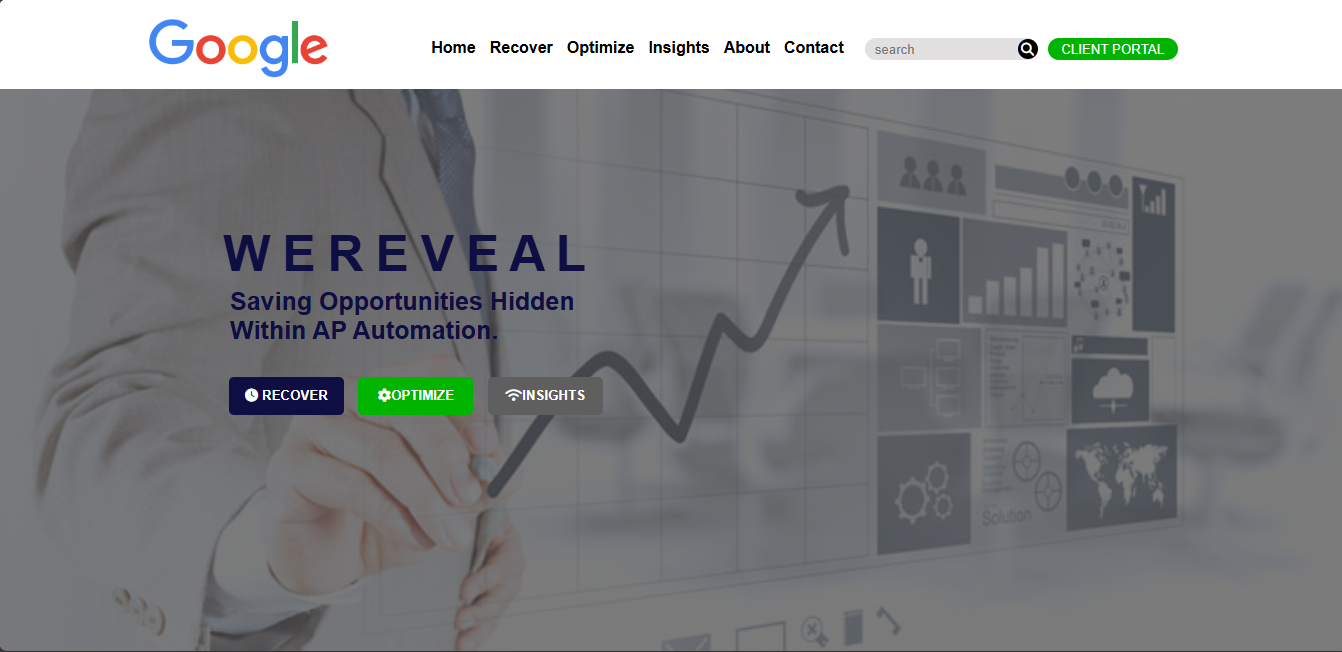 Google
Home Recover Optimize Insights About Contact search CLIENT PORTAL
WEREVEAL
Saving Opportunities Hidden
Within AP Automation.
RECOVER OPTIMIZE INSIGHTS
Solution